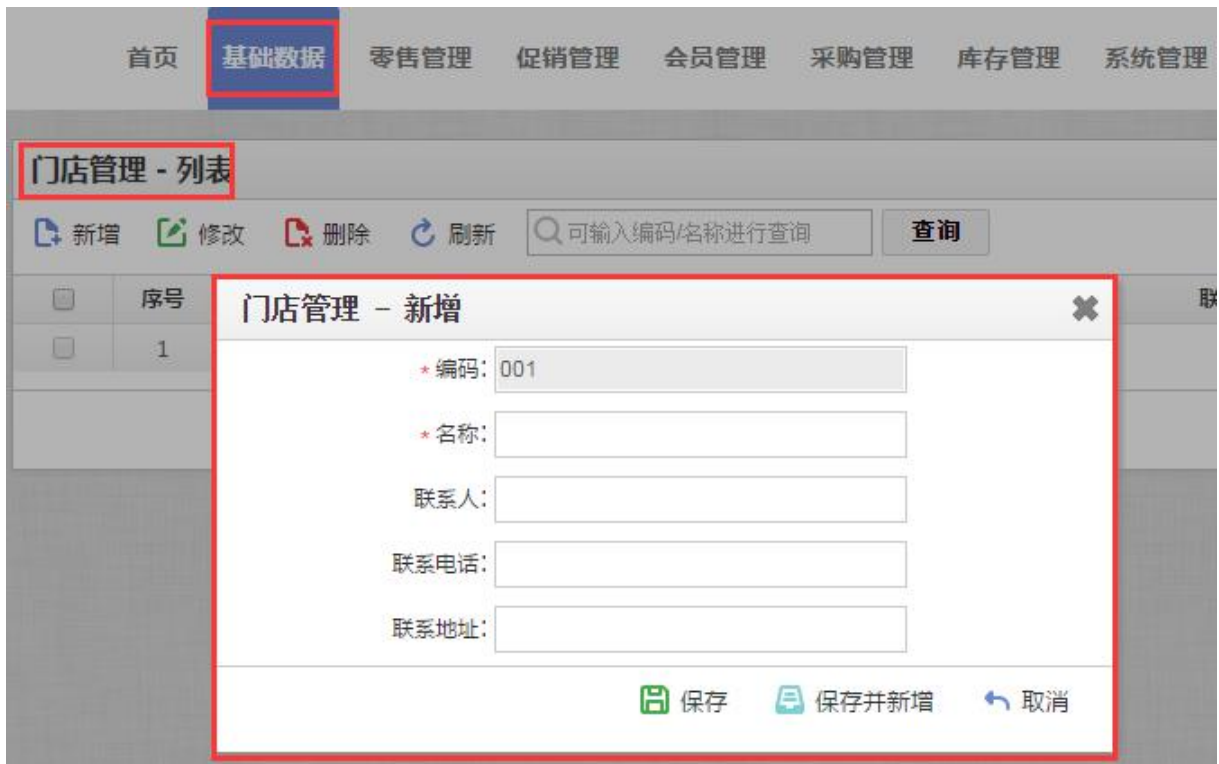 首页 基础数据 零售管理 促销管理 会员管理 采购管理 库存管理 系统管理
门店管理 - 列表
新增 修改 删除 刷新 可输入编码/名称进行查询 查询
序号 联
1
门店管理 - 新增
* 编码: 001
* 名称:
联系人:
联系电话:
联系地址:
保存 保存并新增 取消